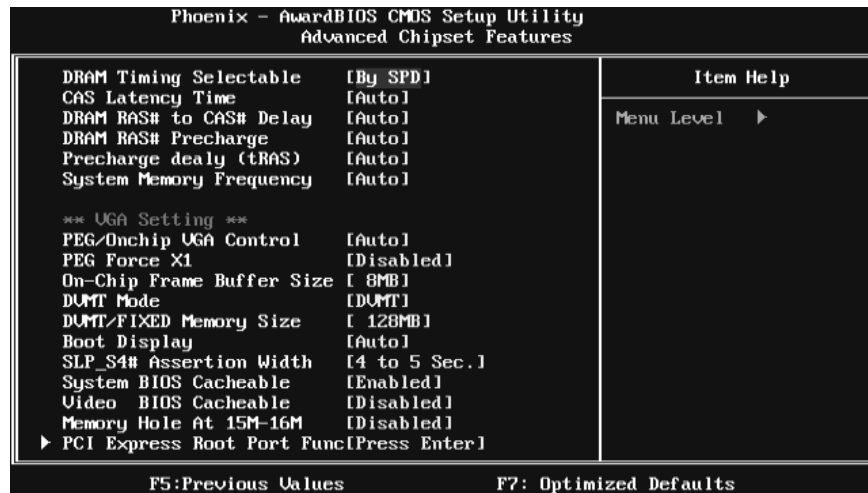 Phoenix - AwardBIOS CMOS Setup Utility
Advanced Chipset Features
DRAM Timing Selectable [By SPD]
CAS Latency Time [Auto]
DRAM RAS# to CAS# Delay [Auto]
DRAM RAS# Precharge [Auto]
Precharge dealy (tRAS) [Auto]
System Memory Frequency [Auto]
** VGA Setting **
PEG/Onchip VGA Control [Auto]
PEG Force X1 [Disabled]
On-Chip Frame Buffer Size [ 8MB]
DVMT Mode [DVMT]
DVMT/FIXED Memory Size [ 128MB]
Boot Display [Auto]
SLP_S4# Assertion Width [4 to 5 Sec.]
System BIOS Cacheable [Enabled]
Video BIOS Cacheable [Disabled]
Memory Hole At 15M-16M [Disabled]
PCI Express Root Port Func[Press Enter]
Item Help
Menu Level
F5:Previous Values F7: Optimized Defaults